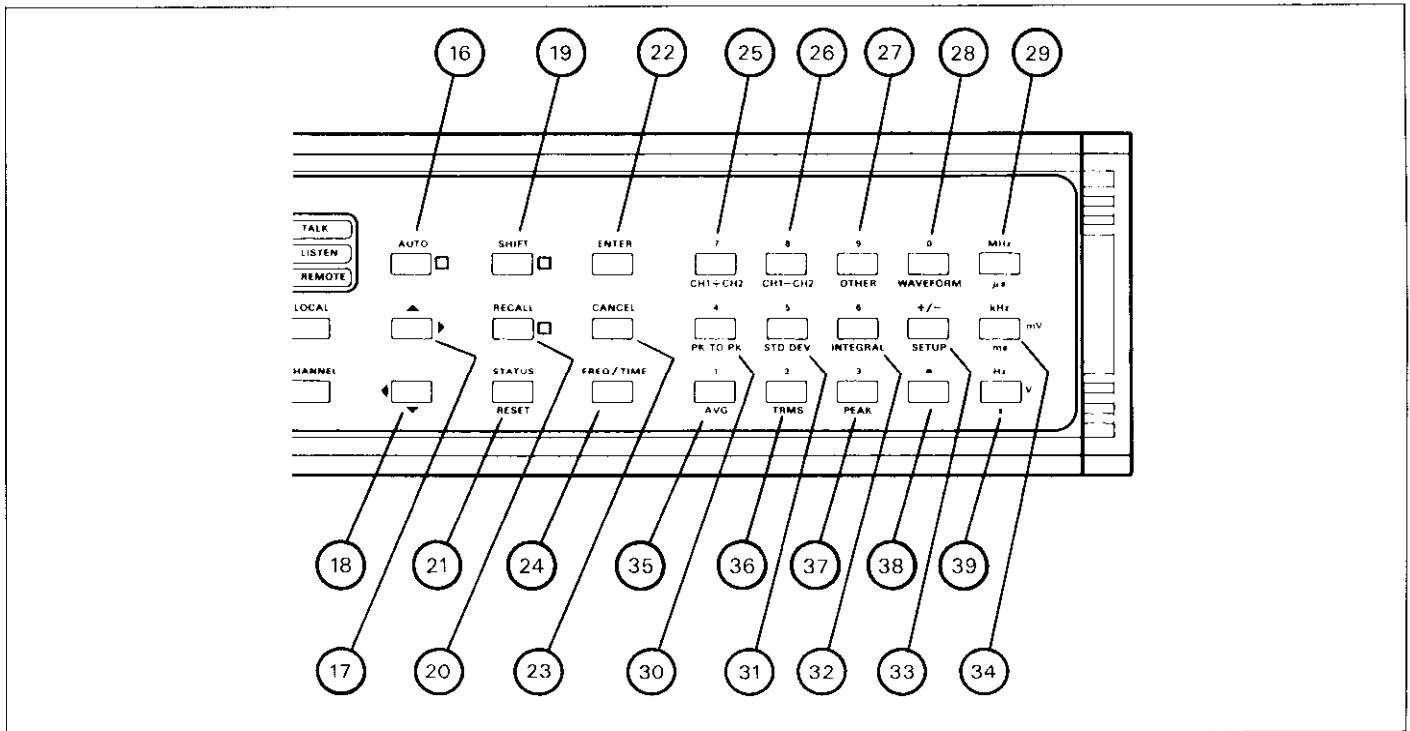 16 19 22 25 26 27 28 29
TALK
LISTEN
REMOTE
AUTO SHIFT ENTER 7 8 9 0 MHz
CH1÷CH2 CH1−CH2 OTHER WAVEFORM µs
LOCAL RECALL CANCEL 4 5 6 +/− kHz mV
PK TO PK STD DEV INTEGRAL SETUP ms
HANNEL STATUS FREQ/TIME 1 2 3 Hz V
RESET AVG TRMS PEAK s
18 21 24 35 36 37 38 39
17 20 23 30 31 32 33 34